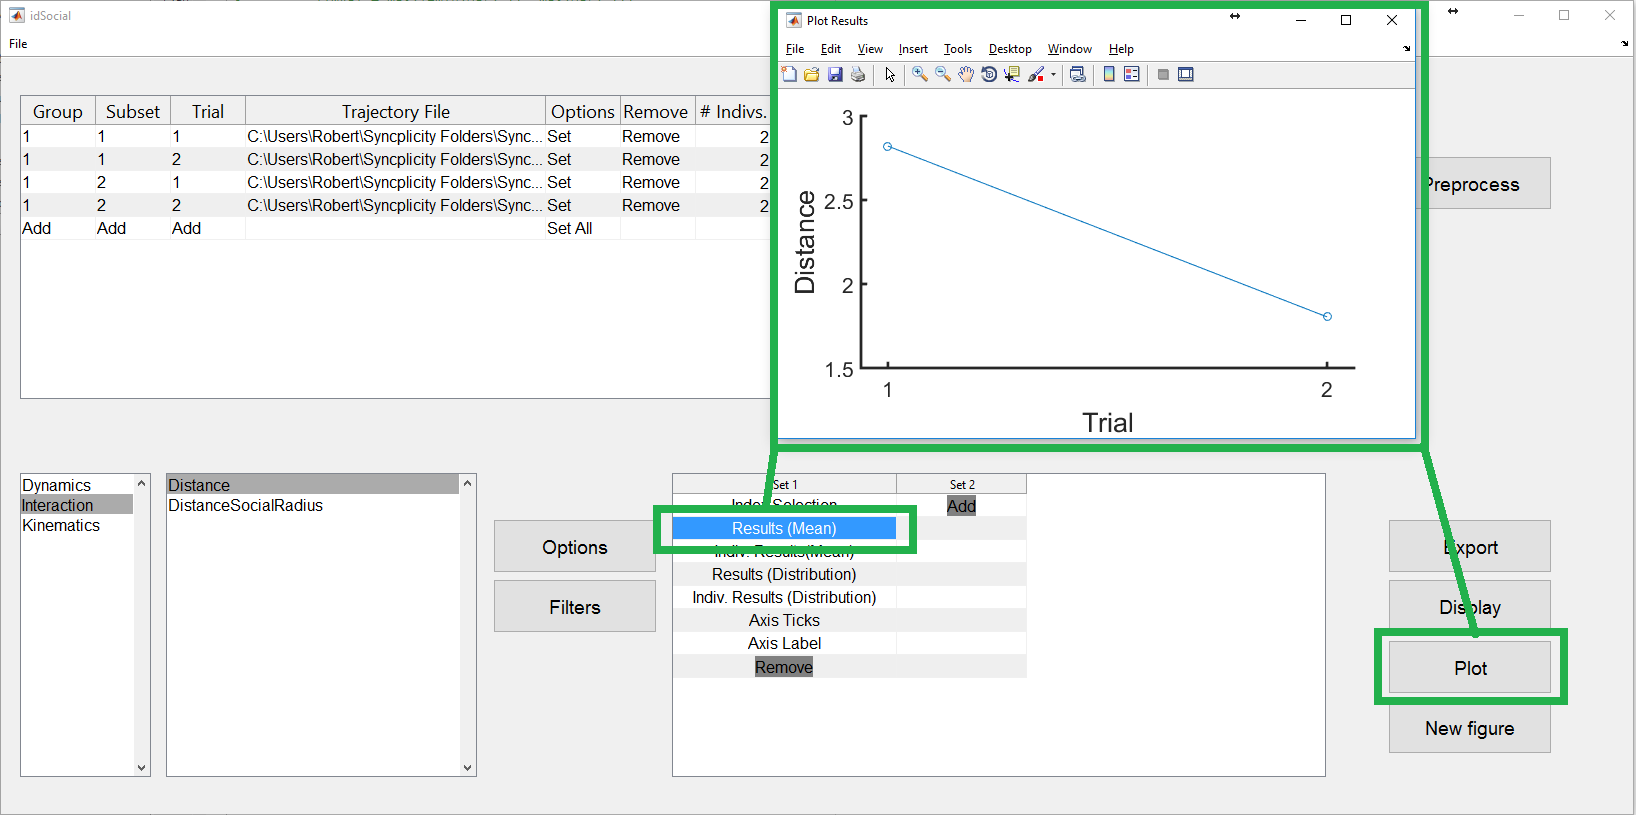 idSocial
File
Group Subset Trial Trajectory File Options Remove # Indivs.
1 1 1 C:\Users\Robert\Syncplicity Folders\Sync... Set Remove 2
1 1 2 C:\Users\Robert\Syncplicity Folders\Sync... Set Remove 2
1 2 1 C:\Users\Robert\Syncplicity Folders\Sync... Set Remove 2
1 2 2 C:\Users\Robert\Syncplicity Folders\Sync... Set Remove 2
Add Add Add Set All
Plot Results
File Edit View Insert Tools Desktop Window Help
3
2.5
2
1.5
Distance
1 2
Trial
Preprocess
Dynamics
Interaction
Kinematics
Distance
DistanceSocialRadius
Options
Filters
Set 1 Set 2
Index Selection Add
Results (Mean)
Indiv. Results(Mean)
Results (Distribution)
Indiv. Results (Distribution)
Axis Ticks
Axis Label
Remove
Export
Display
Plot
New figure